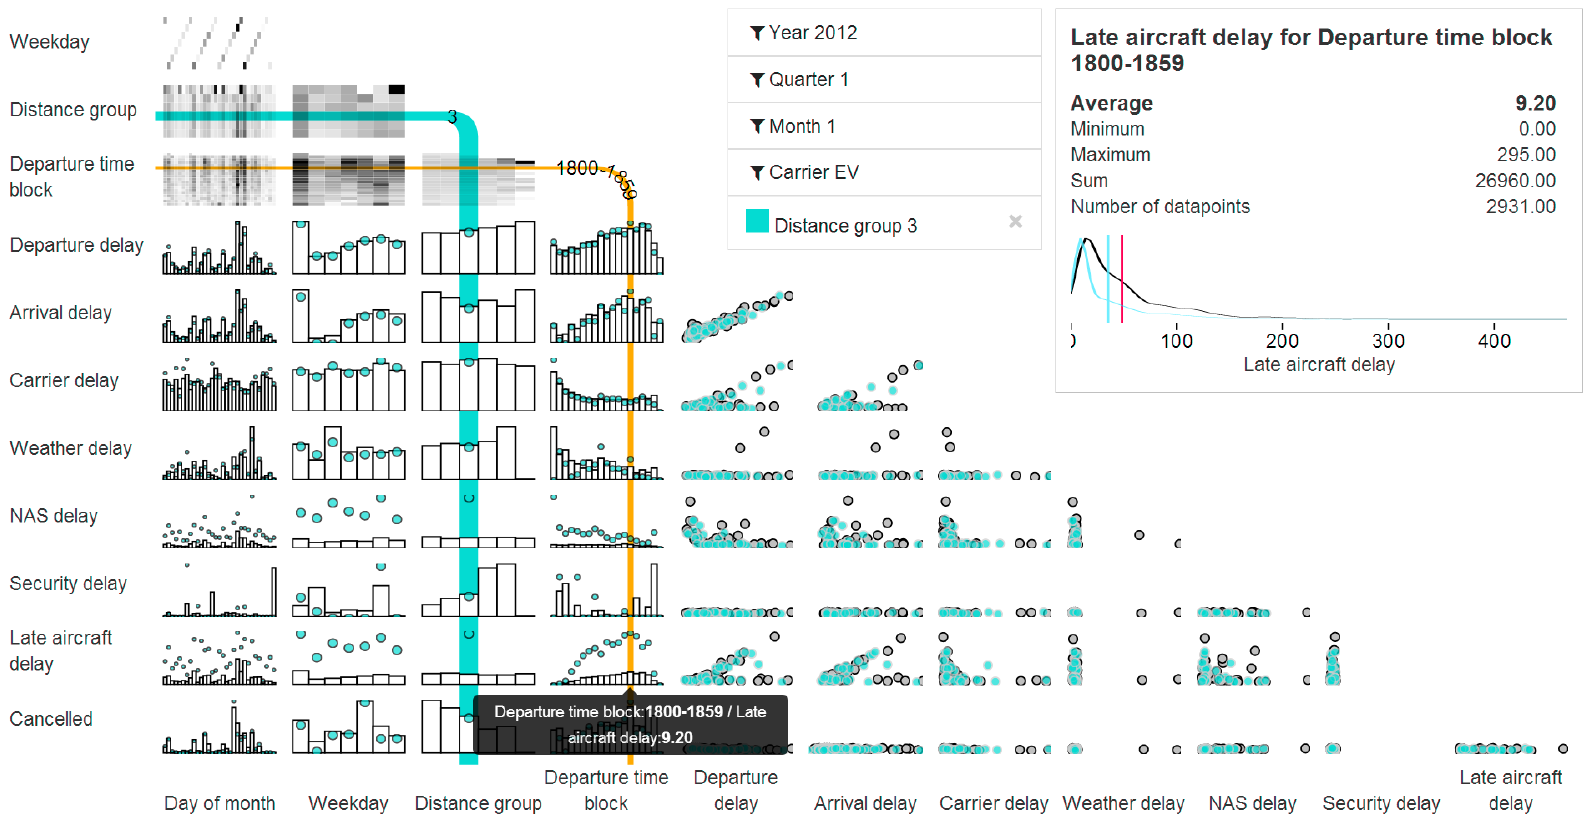 Weekday
Distance group
3
Departure time
block
1800-1859
Departure delay
Arrival delay
Carrier delay
Weather delay
NAS delay
Security delay
Late aircraft
delay
Cancelled
Year 2012
Quarter 1
Month 1
Carrier EV
Distance group 3
×
Late aircraft delay for Departure time block
1800-1859
Average 9.20
Minimum 0.00
Maximum 295.00
Sum 26960.00
Number of datapoints 2931.00
0 100 200 300 400
Late aircraft delay
Departure time block:1800-1859 / Late
aircraft delay:9.20
Day of month
Weekday
Distance group
Departure time
block
Departure
delay
Arrival delay
Carrier delay
Weather delay
NAS delay
Security delay
Late aircraft
delay